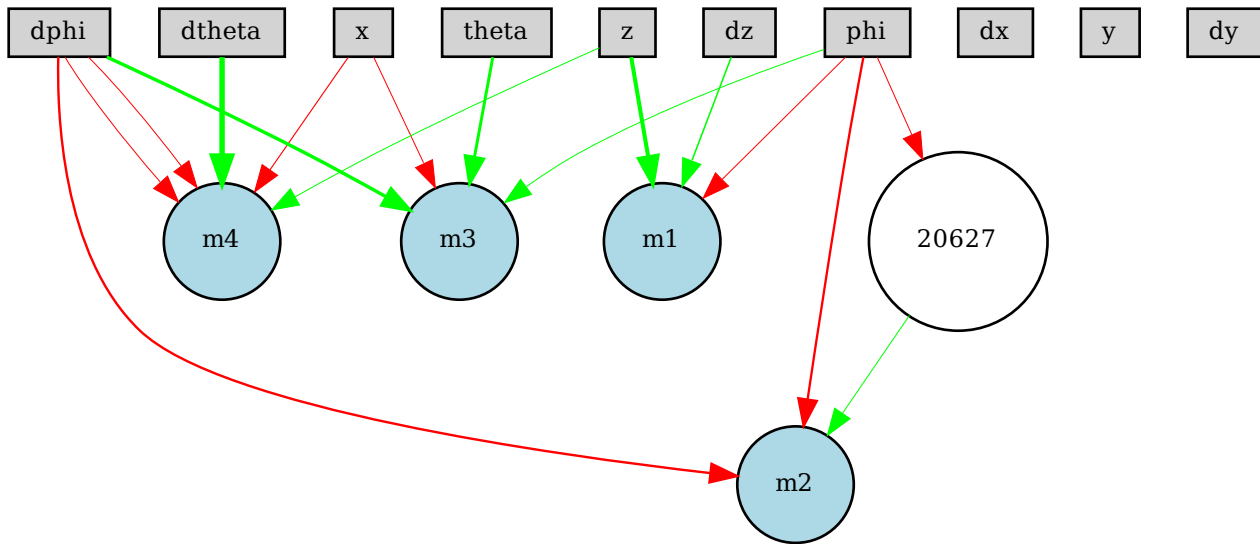 dphi
dtheta
x
theta
z
dz
phi
dx
y
dy
m4
m3
m1
20627
m2